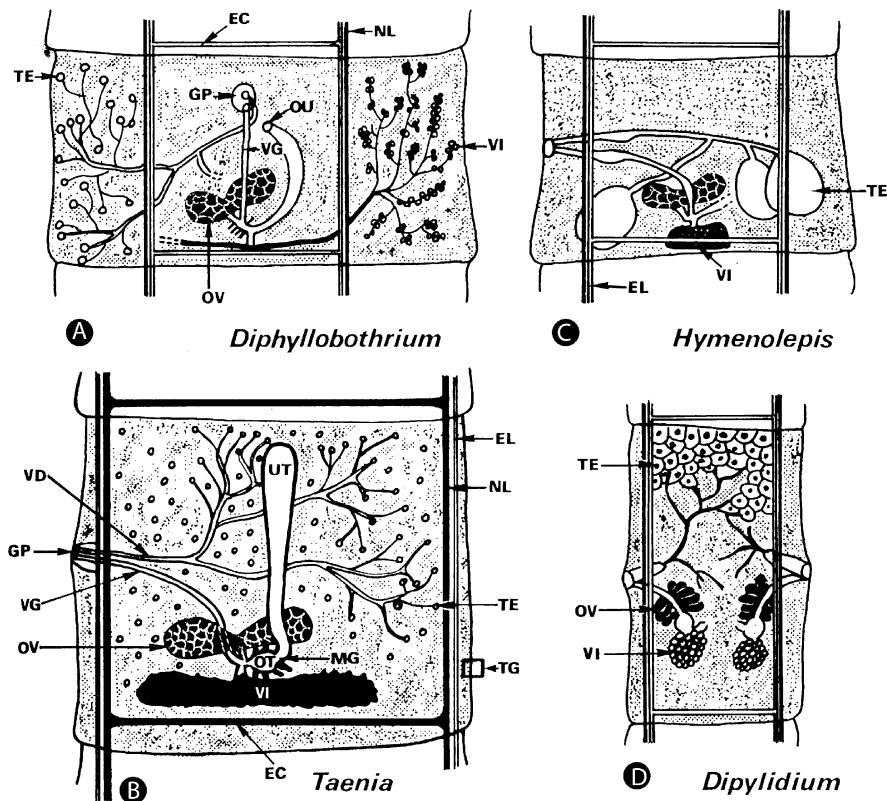 EC
NL
TE
GP
OU
VG
VI
OV
A Diphyllobothrium
TE
VI
EL
C Hymenolepis
UT
EL
NL
VD
GP
VG
OV
TE
OT
MG
TG
VI
EC
B Taenia
TE
OV
VI
D Dipylidium